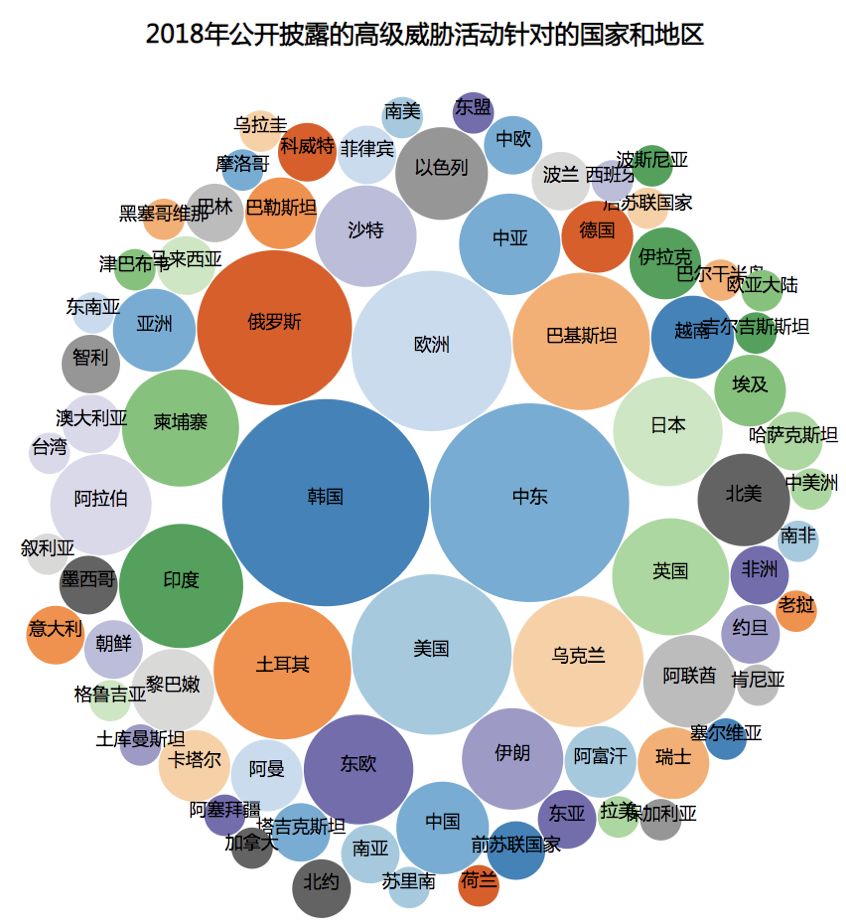 2018年公开披露的高级威胁活动针对的国家和地区
南美
东盟
乌拉圭
科威特
菲律宾
以色列
中欧
摩洛哥
波兰
西班牙
波斯尼亚
黑塞哥维那
巴林
巴勒斯坦
沙特
中亚
德国
后苏联国家
津巴布韦
马来西亚
伊拉克
巴尔干半岛
欧亚大陆
东南亚
亚洲
俄罗斯
欧洲
巴基斯坦
越南
吉尔吉斯斯坦
智利
埃及
澳大利亚
柬埔寨
日本
哈萨克斯坦
台湾
阿拉伯
韩国
中东
北美
中美洲
叙利亚
南非
墨西哥
印度
英国
非洲
老挝
意大利
朝鲜
土耳其
美国
乌克兰
约旦
格鲁吉亚
黎巴嫩
阿联酋
肯尼亚
土库曼斯坦
卡塔尔
阿曼
东欧
伊朗
阿富汗
瑞士
塞尔维亚
阿塞拜疆
塔吉克斯坦
中国
东亚
拉美
保加利亚
加拿大
南亚
前苏联国家
北约
苏里南
荷兰